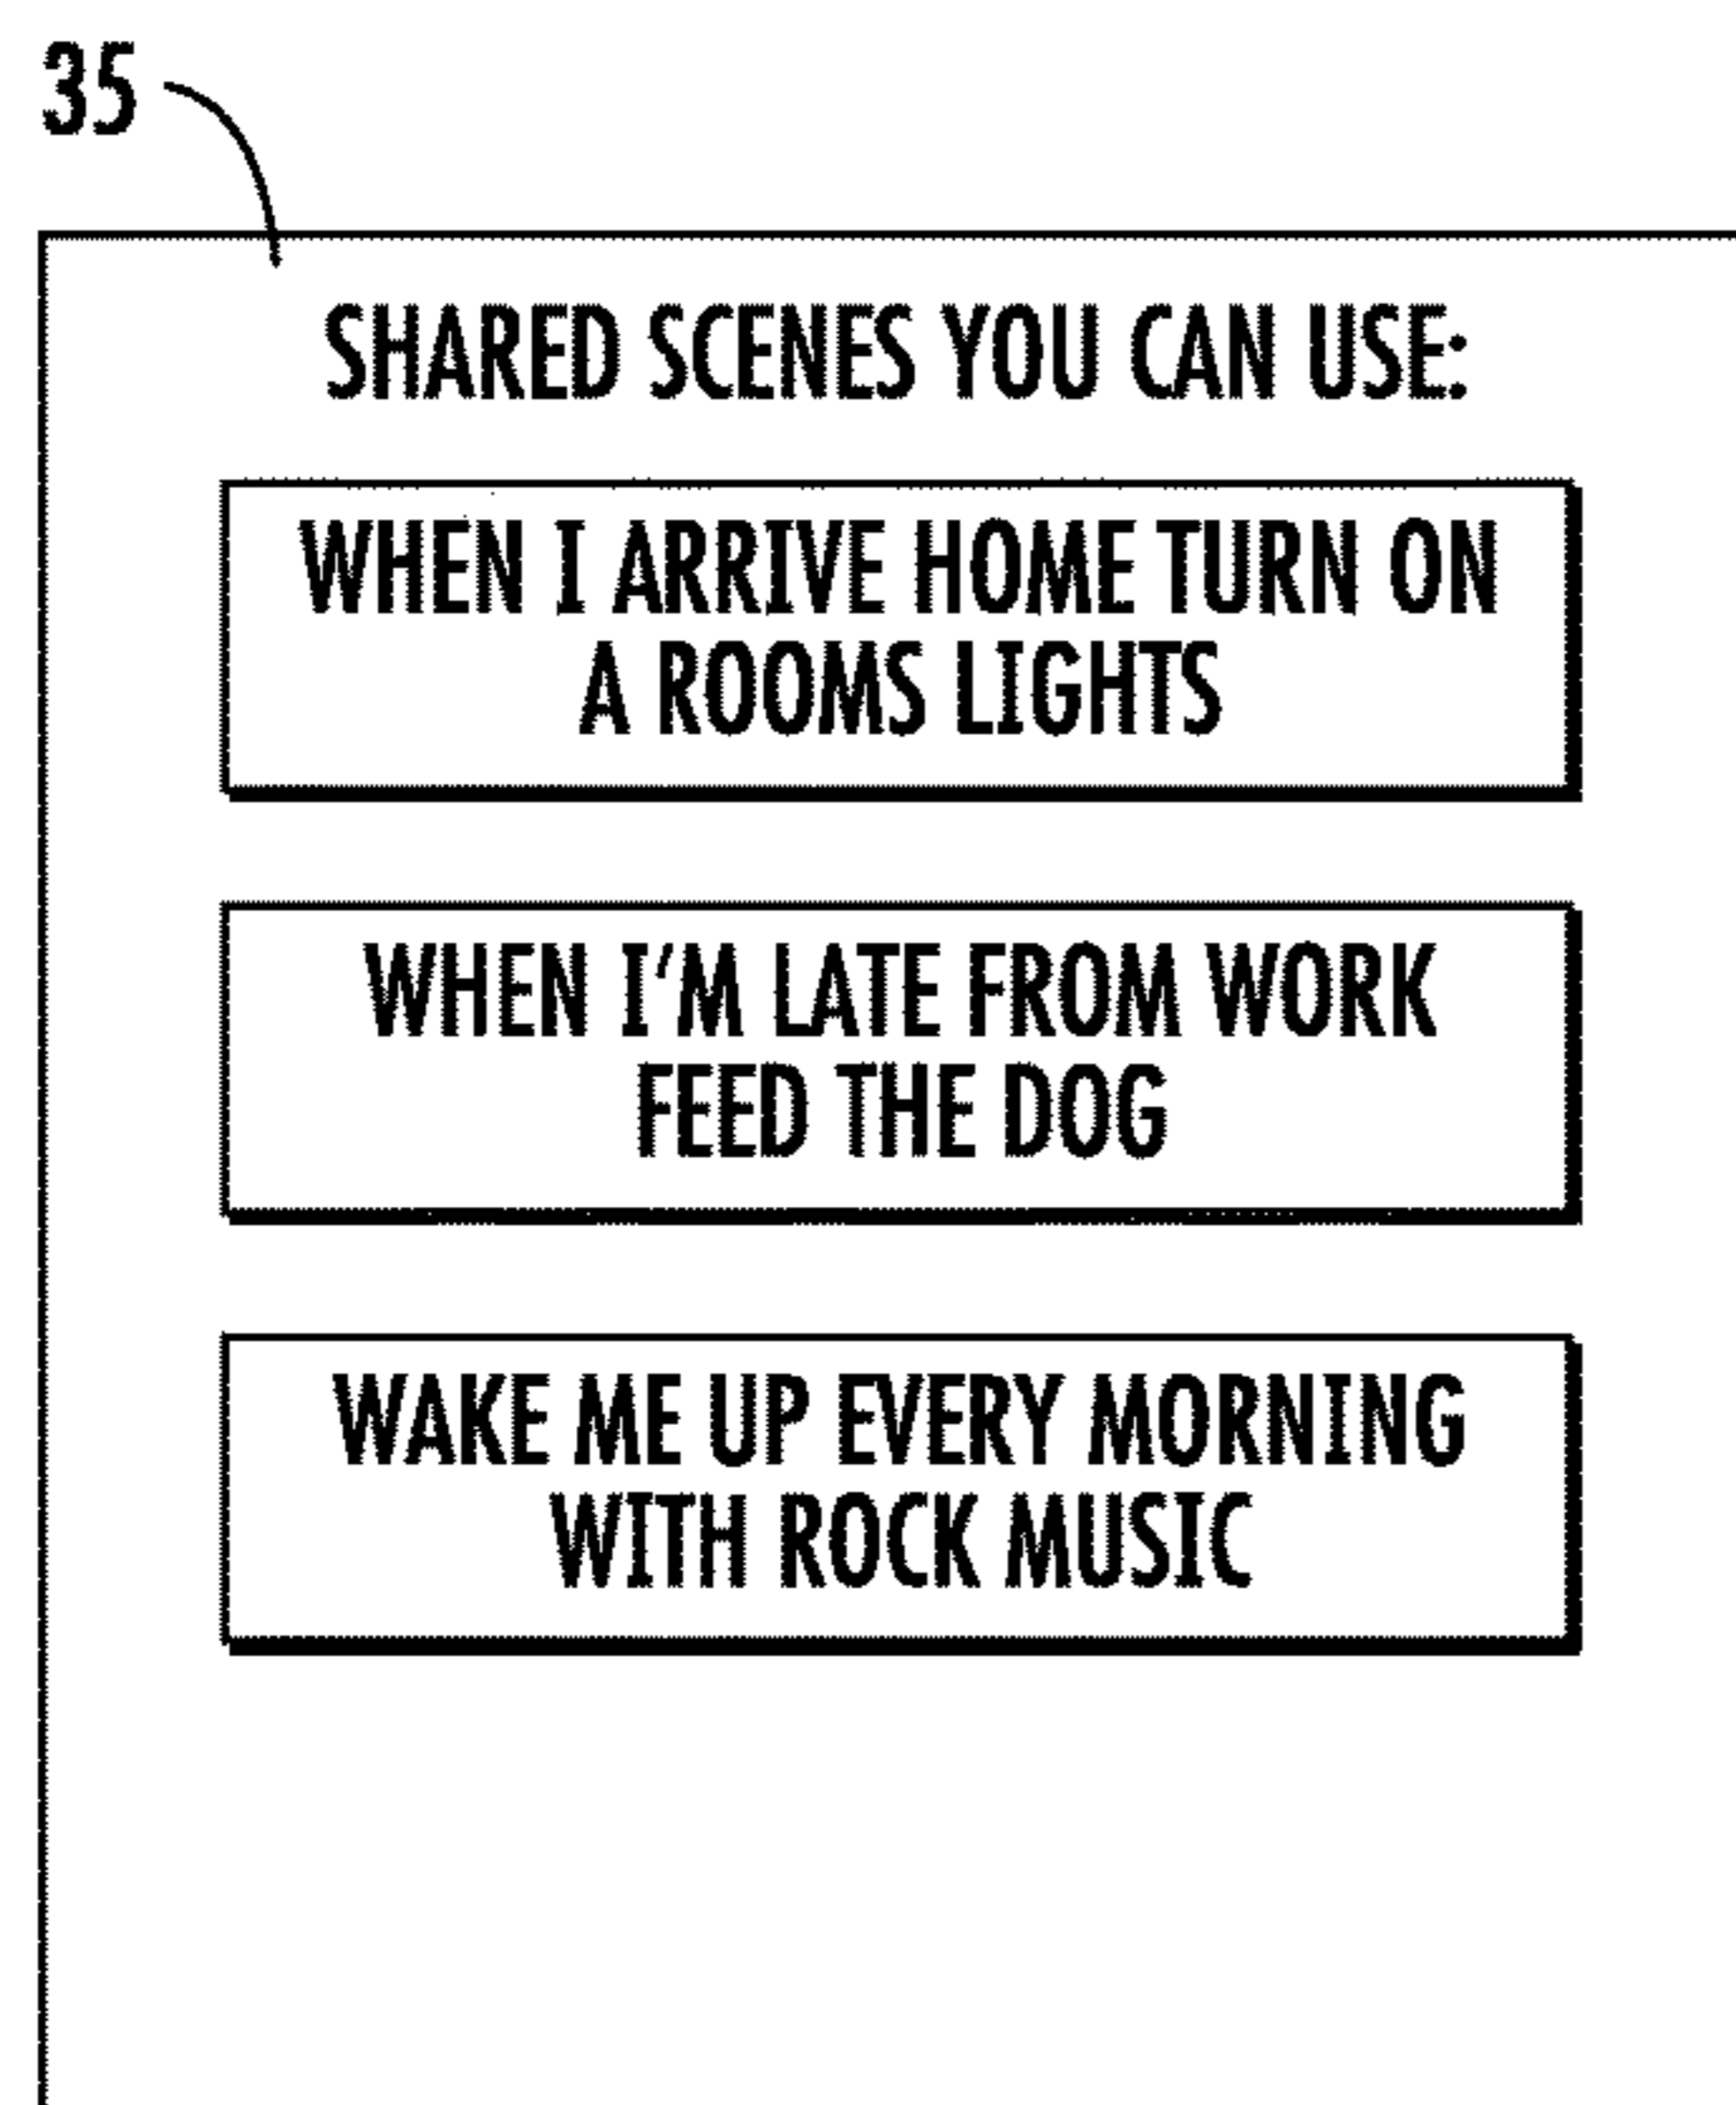 35
SHARED SCENES YOU CAN USE:
WHEN I ARRIVE HOME TURN ON
A ROOMS LIGHTS
WHEN I'M LATE FROM WORK
FEED THE DOG
WAKE ME UP EVERY MORNING
WITH ROCK MUSIC